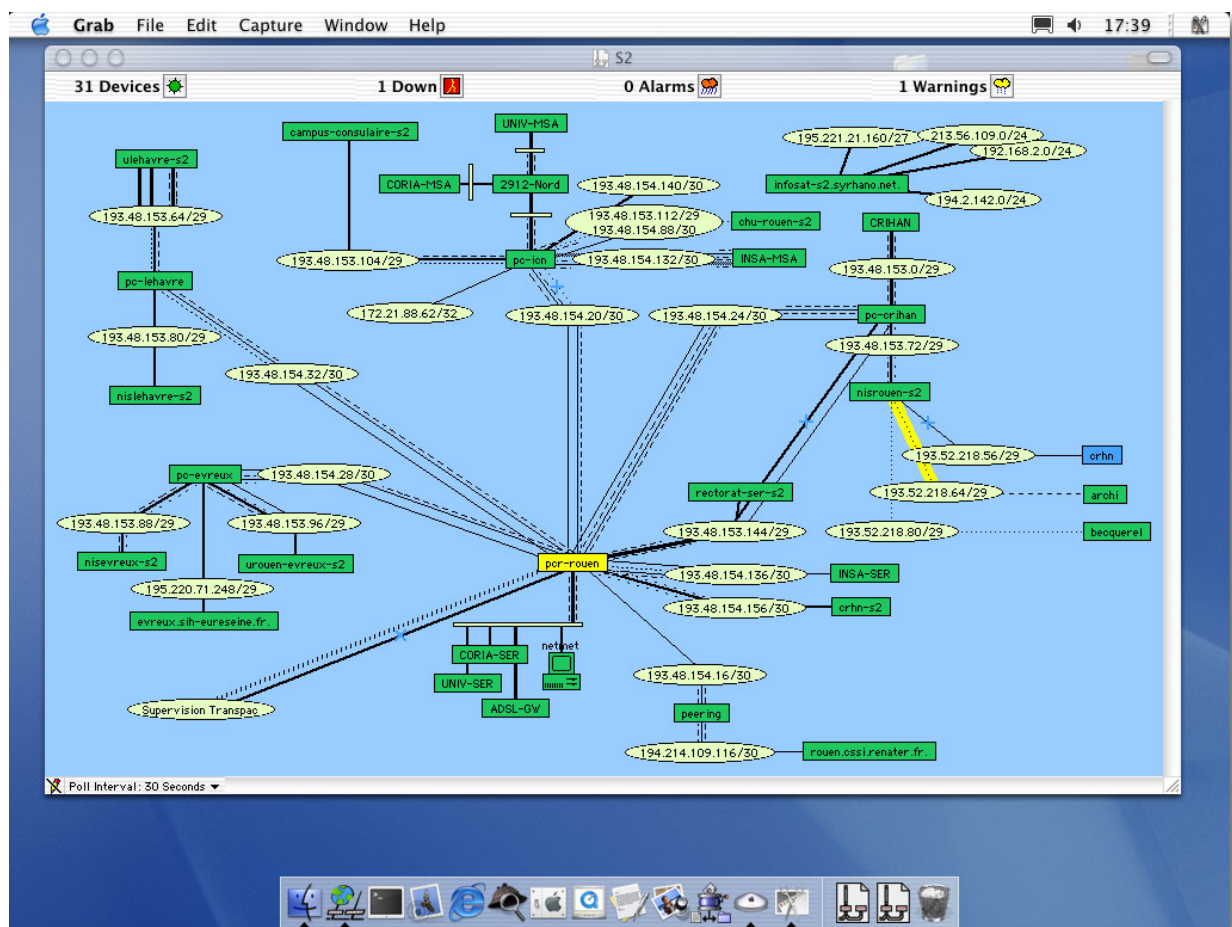 Grab File Edit Capture Window Help 17:39
S2
31 Devices 1 Down 0 Alarms 1 Warnings
UNIV-MSA
campus-consulaire-s2
195.221.21.160/27
213.56.109.0/24
192.168.2.0/24
ulehavre-s2
CORIA-MSA
2912-Nord
193.48.154.140/30
infosat-s2.syrhano.net.
194.2.142.0/24
193.48.153.64/29
193.48.153.112/29
193.48.154.88/30
chu-rouen-s2
CRIHAN
193.48.153.104/29
pc-icn
193.48.154.132/30
INSA-MSA
193.48.153.0/29
pc-lehavre
172.21.88.62/32
193.48.154.20/30
193.48.154.24/30
pc-crihan
193.48.153.80/29
193.48.153.72/29
193.48.154.32/30
nislehavre-s2
nisrouen-s2
193.52.218.56/29
crhn
pc-evreux
193.48.154.28/30
rectorat-ser-s2
193.52.218.64/29
archi
193.48.153.88/29
193.48.153.96/29
193.48.153.144/29
193.52.218.80/29
becquerel
nisevreux-s2
urouen-evreux-s2
pcr-rouen
193.48.154.136/30
INSA-SER
195.220.71.248/29
193.48.154.156/30
crhn-s2
evreux.sih-eureseine.fr.
netmet
CORIA-SER
193.48.154.16/30
UNIV-SER
Supervision Transpac
ADSL-GW
peering
194.214.109.116/30
rouen.cssi.renater.fr.
Poll Interval: 30 Seconds